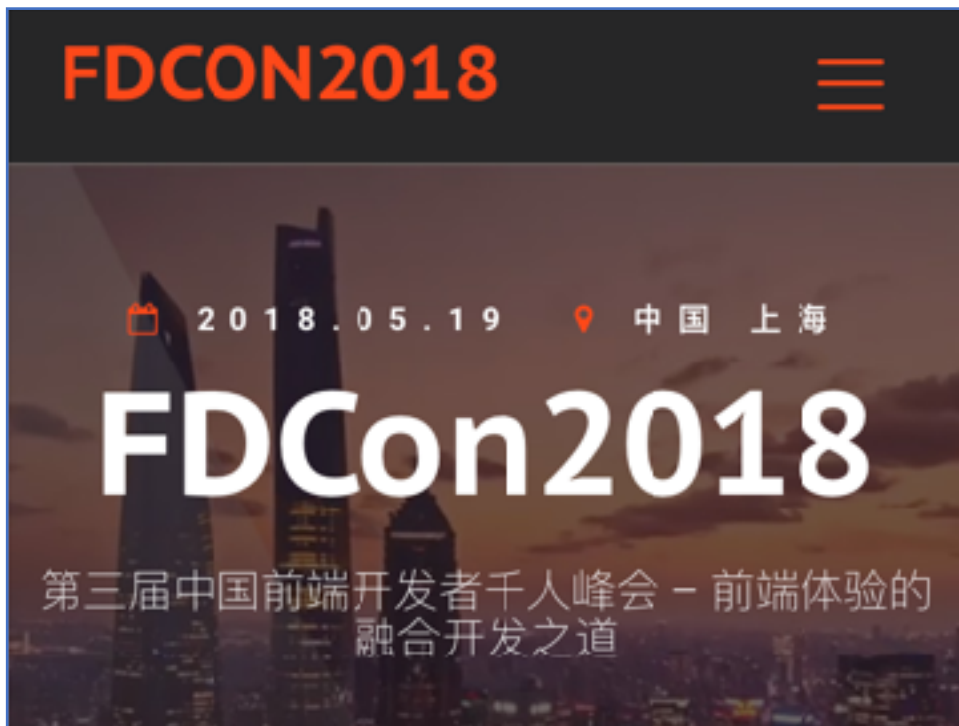 FDCON2018
2018.05.19 中国 上海
FDCon2018
第三届中国前端开发者千人峰会 – 前端体验的
融合开发之道